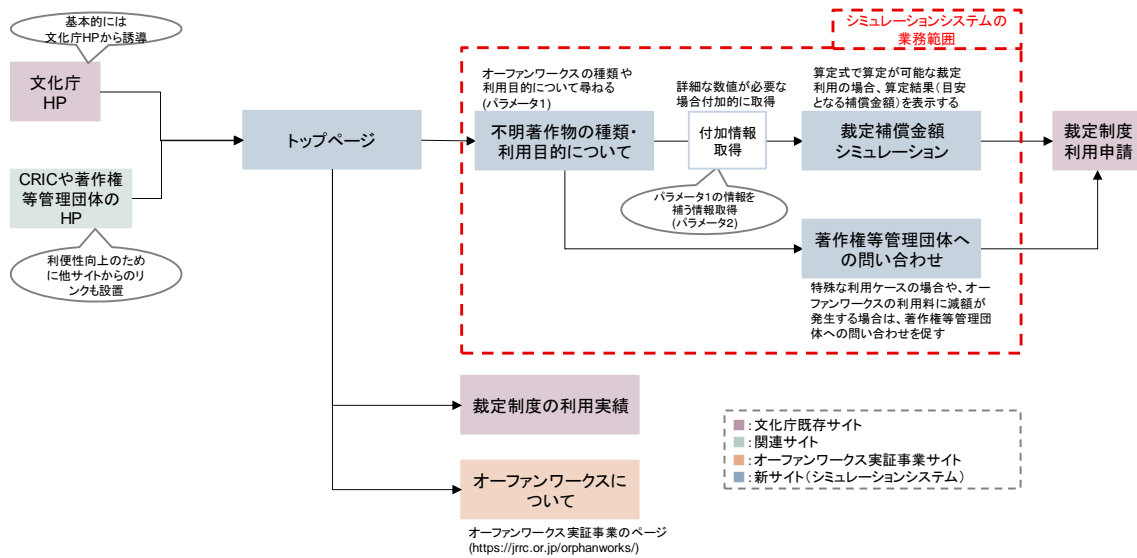 基本的には
文化庁HPから誘導
文化庁
HP
CRICや著作権
等管理団体の
HP
利便性向上のため
に他サイトからのリ
ンクも設置
トップページ
シミュレーションシステムの
業務範囲
オーファンワークスの種類や
利用目的について尋ねる
(パラメータ1)
不明著作物の種類・
利用目的について
詳細な数値が必要な
場合付加的に取得
付加情報
取得
パラメータ1の情報を
補う情報取得
(パラメータ2)
算定式で算定が可能な裁定
利用の場合、算定結果(目安
となる補償金額)を表示する
裁定補償金額
シミュレーション
裁定制度
利用申請
著作権等管理団体へ
の問い合わせ
特殊な利用ケースの場合や、オー
ファンワークスの利用料に減額が
発生する場合は、著作権等管理団
体への問い合わせを促す
裁定制度の利用実績
オーファンワークスに
ついて
オーファンワークス実証事業のページ
(https://jrrc.or.jp/orphanworks/)
:文化庁既存サイト
:関連サイト
:オーファンワークス実証事業サイト
:新サイト(シミュレーションシステム)